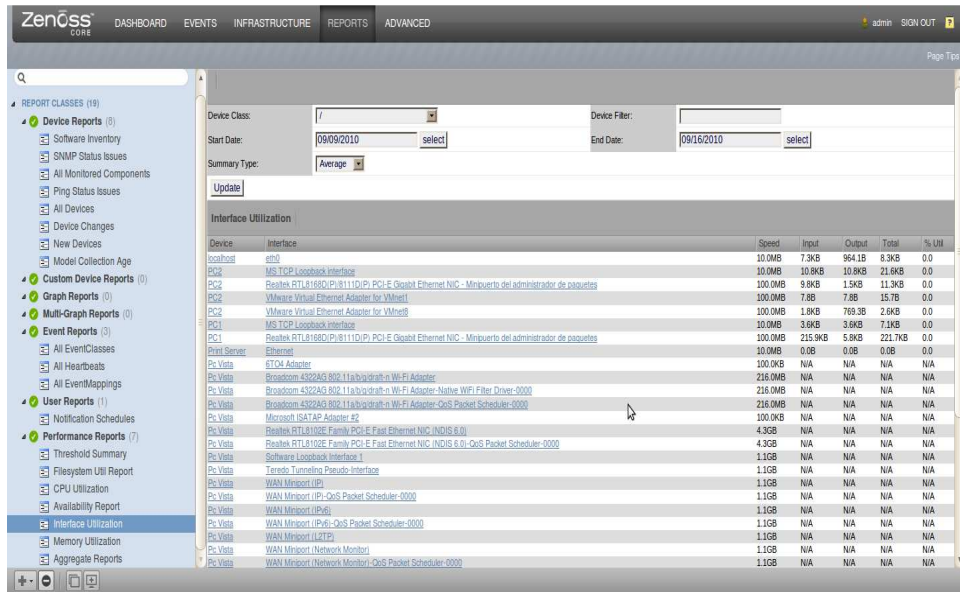 Zenoss
CORE
DASHBOARD EVENTS INFRASTRUCTURE REPORTS ADVANCED
admin SIGN OUT ?
Page Tips
REPORT CLASSES (19)
Device Reports (8)
Software Inventory
SNMP Status Issues
All Monitored Components
Ping Status Issues
All Devices
Device Changes
New Devices
Model Collection Age
Custom Device Reports (0)
Graph Reports (0)
Multi-Graph Reports (0)
Event Reports (3)
All EventClasses
All Heartbeats
All EventMappings
User Reports (1)
Notification Schedules
Performance Reports (7)
Threshold Summary
Filesystem Util Report
CPU Utilization
Availability Report
Interface Utilization
Memory Utilization
Aggregate Reports
Device Class: / Device Filter:
Start Date: 09/09/2010 select End Date: 09/16/2010 select
Summary Type: Average
Update
Interface Utilization
Device Interface Speed Input Output Total % Util
localhost eth0 10.0MB 7.3KB 964.1B 8.3KB 0.0
PC2 MS TCP Loopback interface 10.0MB 10.8KB 10.8KB 21.6KB 0.0
PC2 Realtek RTL8168D(P)/8111D(P) PCI-E Gigabit Ethernet NIC - Minipuerto del administrador de paquetes 100.0MB 9.8KB 1.5KB 11.3KB 0.0
PC2 VMware Virtual Ethernet Adapter for VMnet1 100.0MB 7.8B 7.8B 15.7B 0.0
PC2 VMware Virtual Ethernet Adapter for VMnet8 100.0MB 1.8KB 769.3B 2.6KB 0.0
PC1 MS TCP Loopback interface 10.0MB 3.6KB 3.6KB 7.1KB 0.0
PC1 Realtek RTL8168D(P)/8111D(P) PCI-E Gigabit Ethernet NIC - Minipuerto del administrador de paquetes 100.0MB 215.9KB 5.8KB 221.7KB 0.0
Print Server Ethernet 10.0MB 0.0B 0.0B 0.0B 0.0
Pc Vista 6TO4 Adapter 100.0KB N/A N/A N/A N/A
Pc Vista Broadcom 4322AG 802.11a/b/g/draft-n Wi-Fi Adapter 216.0MB N/A N/A N/A N/A
Pc Vista Broadcom 4322AG 802.11a/b/g/draft-n Wi-Fi Adapter-Native WiFi Filter Driver-0000 216.0MB N/A N/A N/A N/A
Pc Vista Broadcom 4322AG 802.11a/b/g/draft-n Wi-Fi Adapter-QoS Packet Scheduler-0000 216.0MB N/A N/A N/A N/A
Pc Vista Microsoft ISATAP Adapter #2 100.0KB N/A N/A N/A N/A
Pc Vista Realtek RTL8102E Family PCI-E Fast Ethernet NIC (NDIS 6.0) 4.3GB N/A N/A N/A N/A
Pc Vista Realtek RTL8102E Family PCI-E Fast Ethernet NIC (NDIS 6.0)-QoS Packet Scheduler-0000 4.3GB N/A N/A N/A N/A
Pc Vista Software Loopback Interface 1 1.1GB N/A N/A N/A N/A
Pc Vista Teredo Tunneling Pseudo-Interface 1.1GB N/A N/A N/A N/A
Pc Vista WAN Miniport (IP) 1.1GB N/A N/A N/A N/A
Pc Vista WAN Miniport (IP)-QoS Packet Scheduler-0000 1.1GB N/A N/A N/A N/A
Pc Vista WAN Miniport (IPv6) 1.1GB N/A N/A N/A N/A
Pc Vista WAN Miniport (IPv6)-QoS Packet Scheduler-0000 1.1GB N/A N/A N/A N/A
Pc Vista WAN Miniport (L2TP) 1.1GB N/A N/A N/A N/A
Pc Vista WAN Miniport (Network Monitor) 1.1GB N/A N/A N/A N/A
Pc Vista WAN Miniport (Network Monitor)-QoS Packet Scheduler-0000 1.1GB N/A N/A N/A N/A